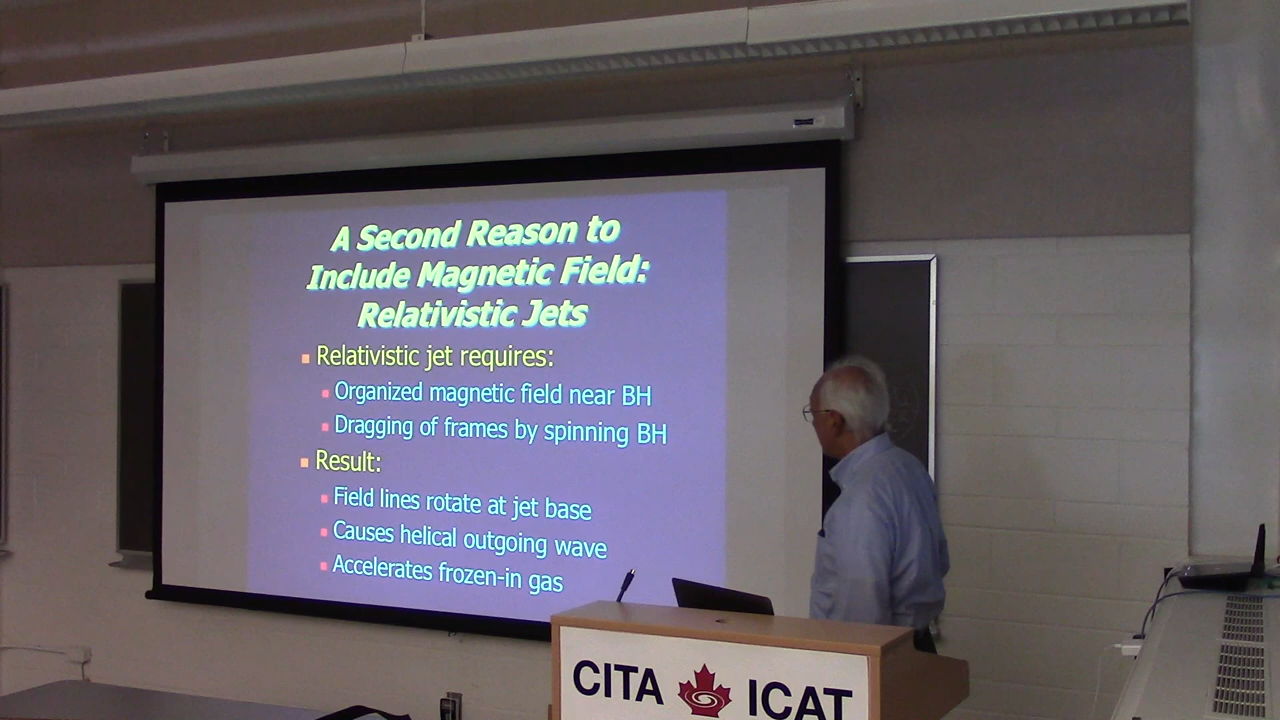 A Second Reason to
Include Magnetic Field:
Relativistic Jets
Relativistic jet requires:
Organized magnetic field near BH
Dragging of frames by spinning BH
Result:
Field lines rotate at jet base
Causes helical outgoing wave
Accelerates frozen-in gas
CITA ICAT